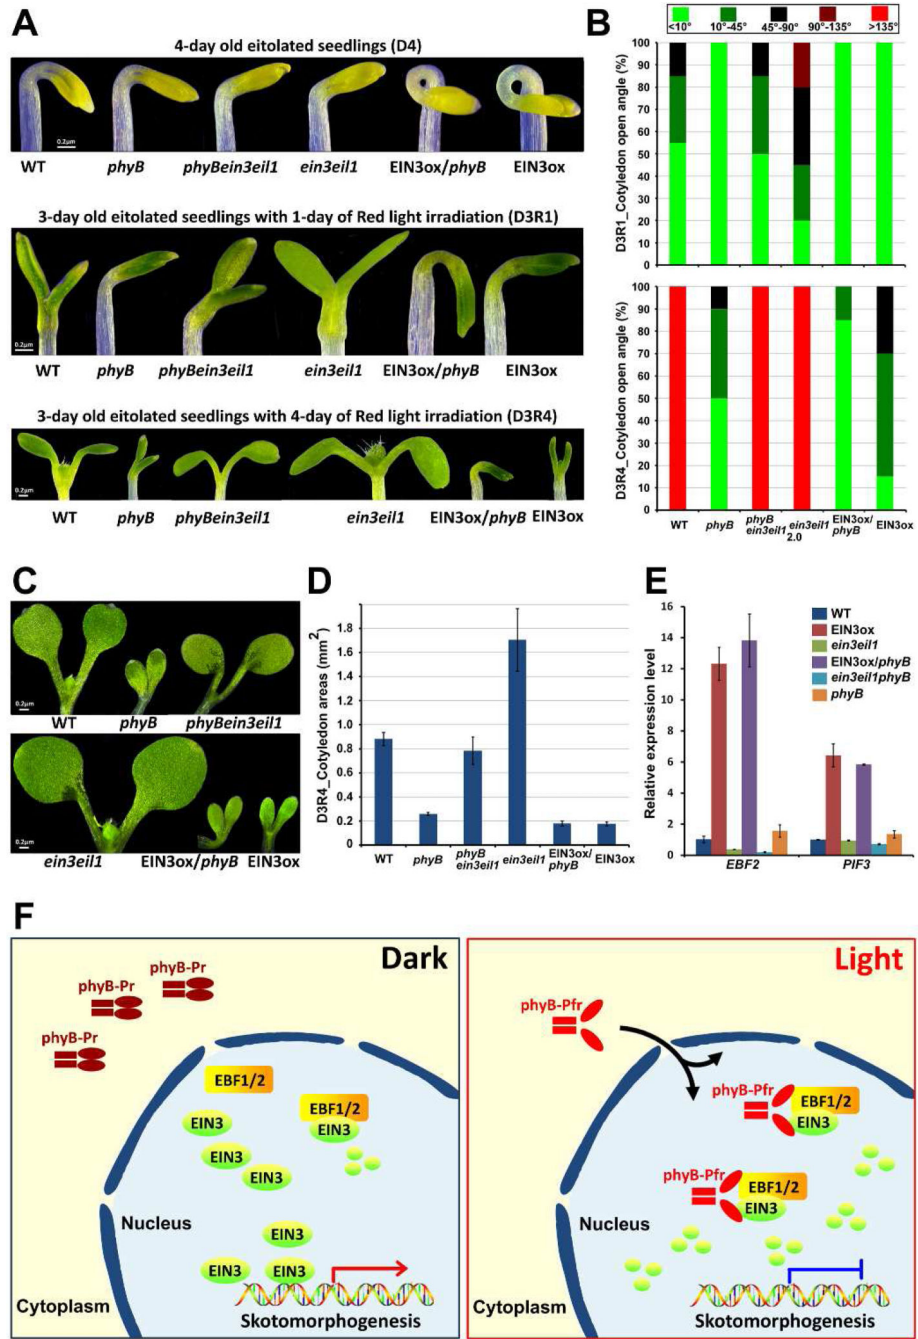 A
4-day old eitolated seedlings (D4)
0.2μm
WT phyB phyBein3eil1 ein3eil1 EIN3ox/phyB EIN3ox
3-day old eitolated seedlings with 1-day of Red light irradiation (D3R1)
0.2μm
WT phyB phyBein3eil1 ein3eil1 EIN3ox/phyB EIN3ox
3-day old eitolated seedlings with 4-day of Red light irradiation (D3R4)
0.2μm
WT phyB phyBein3eil1 ein3eil1 EIN3ox/phyB EIN3ox
B
<10° 10°-45° 45°-90° 90°-135° >135°
D3R1_Cotyledon open angle (%)
100
90
80
70
60
50
40
30
20
10
0
D3R4_Cotyledon open angle (%)
100
90
80
70
60
50
40
30
20
10
0
WT phyB phyB ein3eil1 ein3eil1 2.0 EIN3ox/ phyB EIN3ox
C
0.2μm
WT phyB phyBein3eil1
0.2μm
ein3eil1 EIN3ox/phyB EIN3ox
D
D3R4_Cotyledon areas (mm²)
1.8
1.6
1.4
1.2
1
0.8
0.6
0.4
0.2
0
WT phyB phyB ein3eil1 ein3eil1 EIN3ox/ phyB EIN3ox
E
Relative expression level
16
14
12
10
8
6
4
2
0
WT
EIN3ox
ein3eil1
EIN3ox/phyB
ein3eil1phyB
phyB
EBF2 PIF3
F
Dark
phyB-Pr
phyB-Pr
phyB-Pr
EBF1/2
EBF1/2
EIN3
EIN3
EIN3
EIN3
EIN3
EIN3
EIN3
Nucleus
Cytoplasm
Skotomorphogenesis
Light
phyB-Pfr
phyB-Pfr
EBF1/2
EIN3
phyB-Pfr
EBF1/2
EIN3
Nucleus
Cytoplasm
Skotomorphogenesis